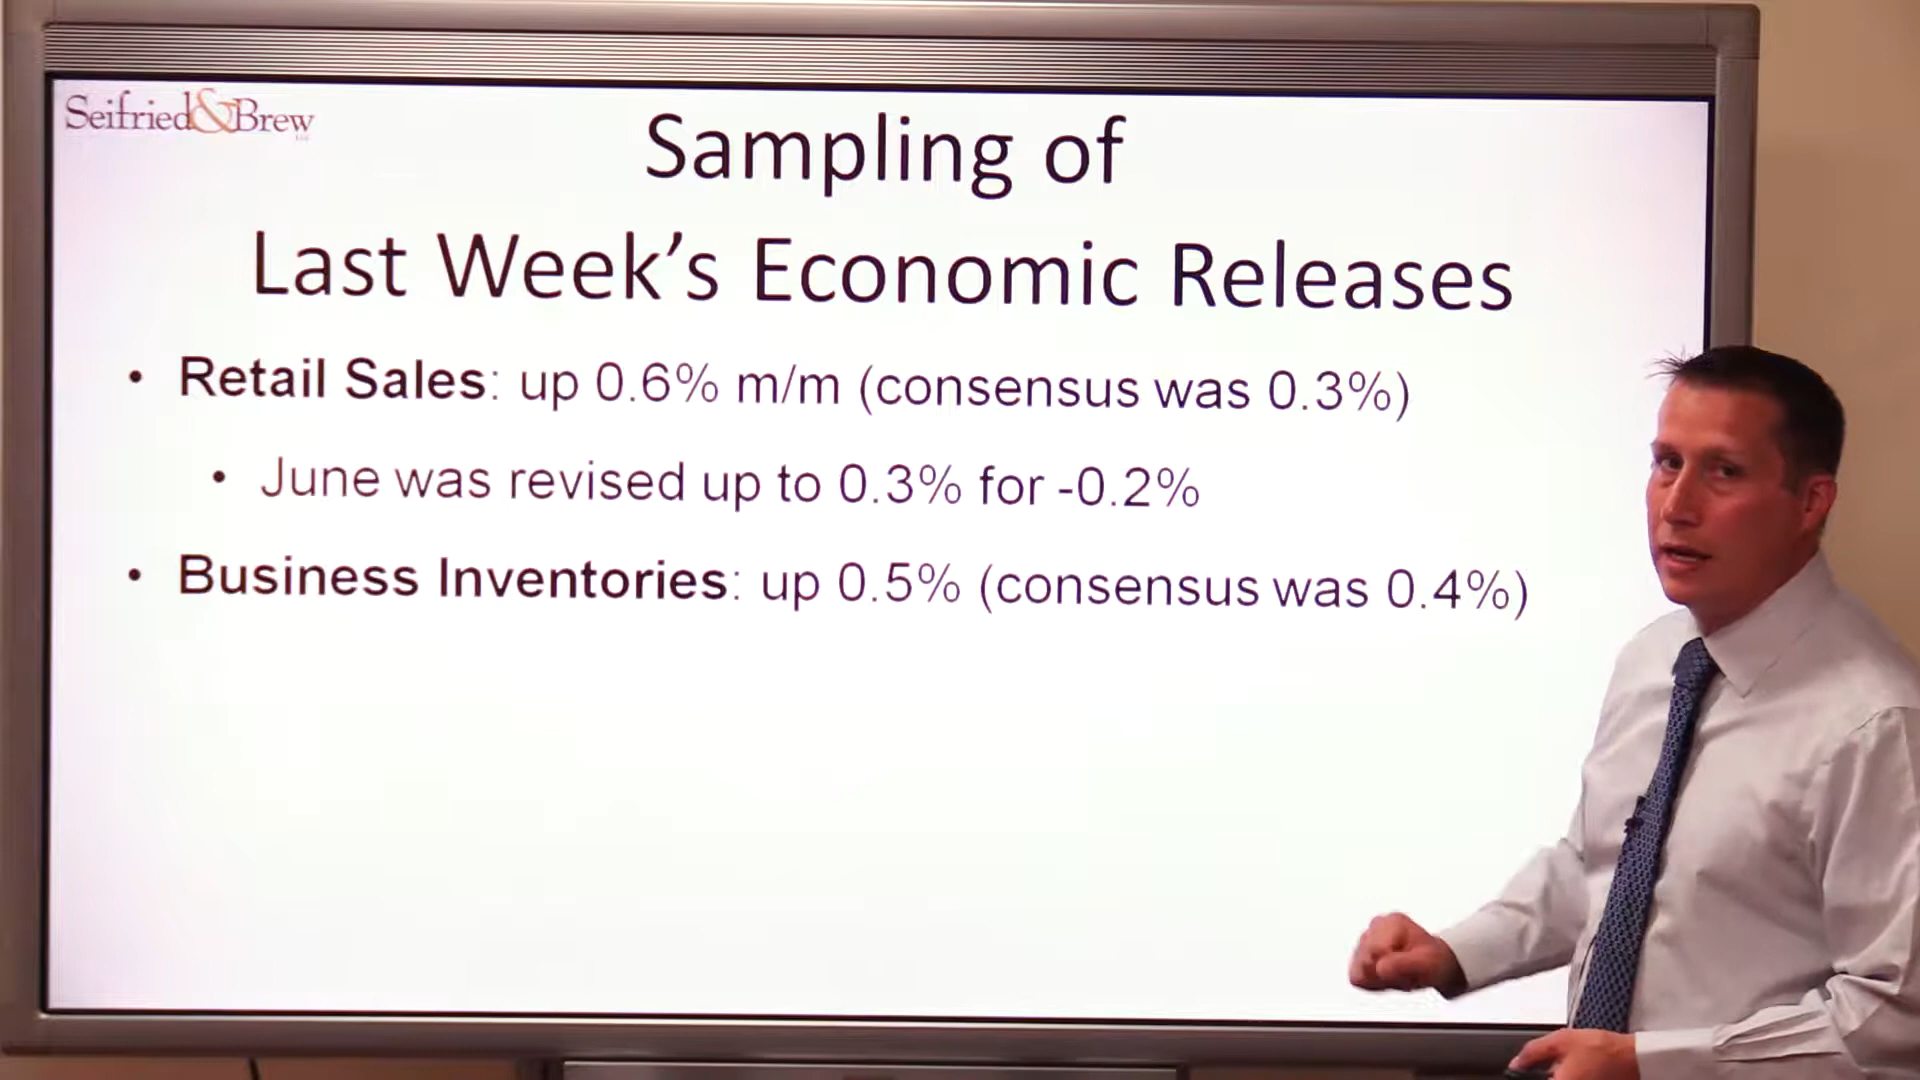 Seifried&Brew
Sampling of
Last Week's Economic Releases
• Retail Sales: up 0.6% m/m (consensus was 0.3%)
• June was revised up to 0.3% for -0.2%
• Business Inventories: up 0.5% (consensus was 0.4%)